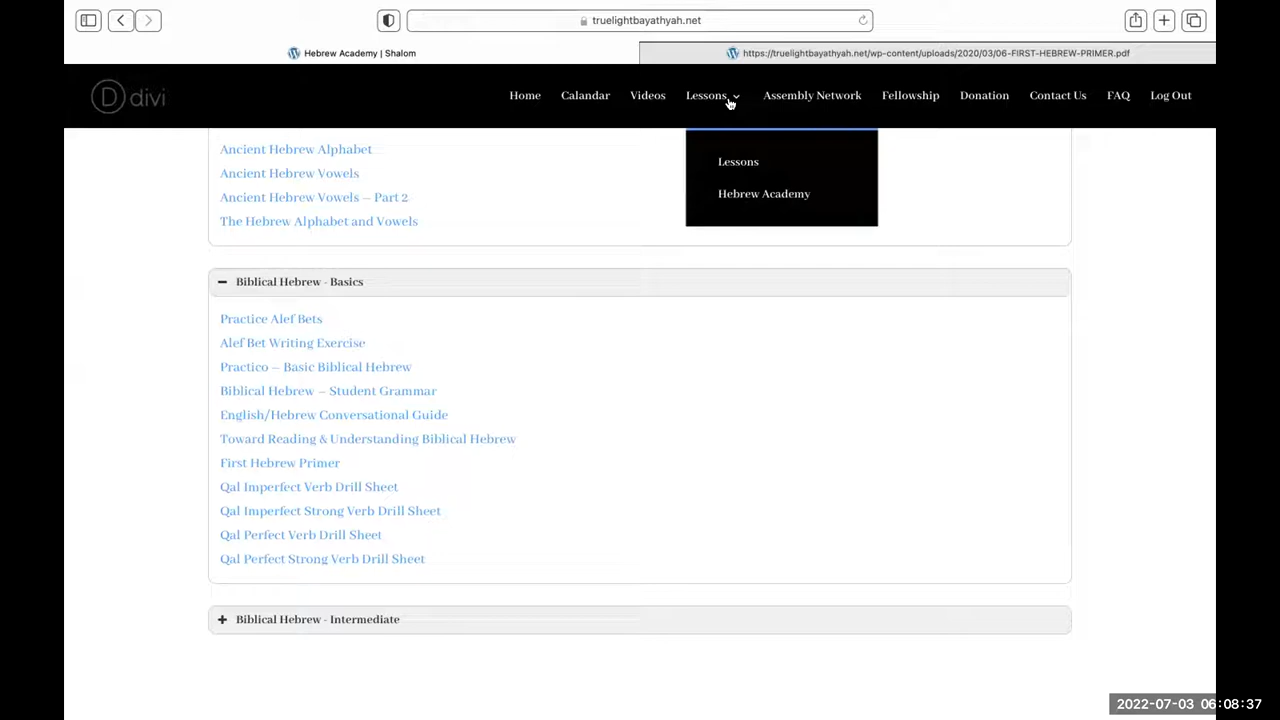 truelightbayathyah.net
Hebrew Academy | Shalom
https://truelightbayathyah.net/wp-content/uploads/2020/03/06-FIRST-HEBREW-PRIMER.pdf
D divi
Home Calandar Videos Lessons Assembly Network Fellowship Donation Contact Us FAQ Log Out
Lessons
Hebrew Academy
Ancient Hebrew Alphabet
Ancient Hebrew Vowels
Ancient Hebrew Vowels – Part 2
The Hebrew Alphabet and Vowels
Biblical Hebrew - Basics
Practice Alef Bets
Alef Bet Writing Exercise
Practico – Basic Biblical Hebrew
Biblical Hebrew – Student Grammar
English/Hebrew Conversational Guide
Toward Reading & Understanding Biblical Hebrew
First Hebrew Primer
Qal Imperfect Verb Drill Sheet
Qal Imperfect Strong Verb Drill Sheet
Qal Perfect Verb Drill Sheet
Qal Perfect Strong Verb Drill Sheet
Biblical Hebrew - Intermediate
2022-07-03 06:08:37